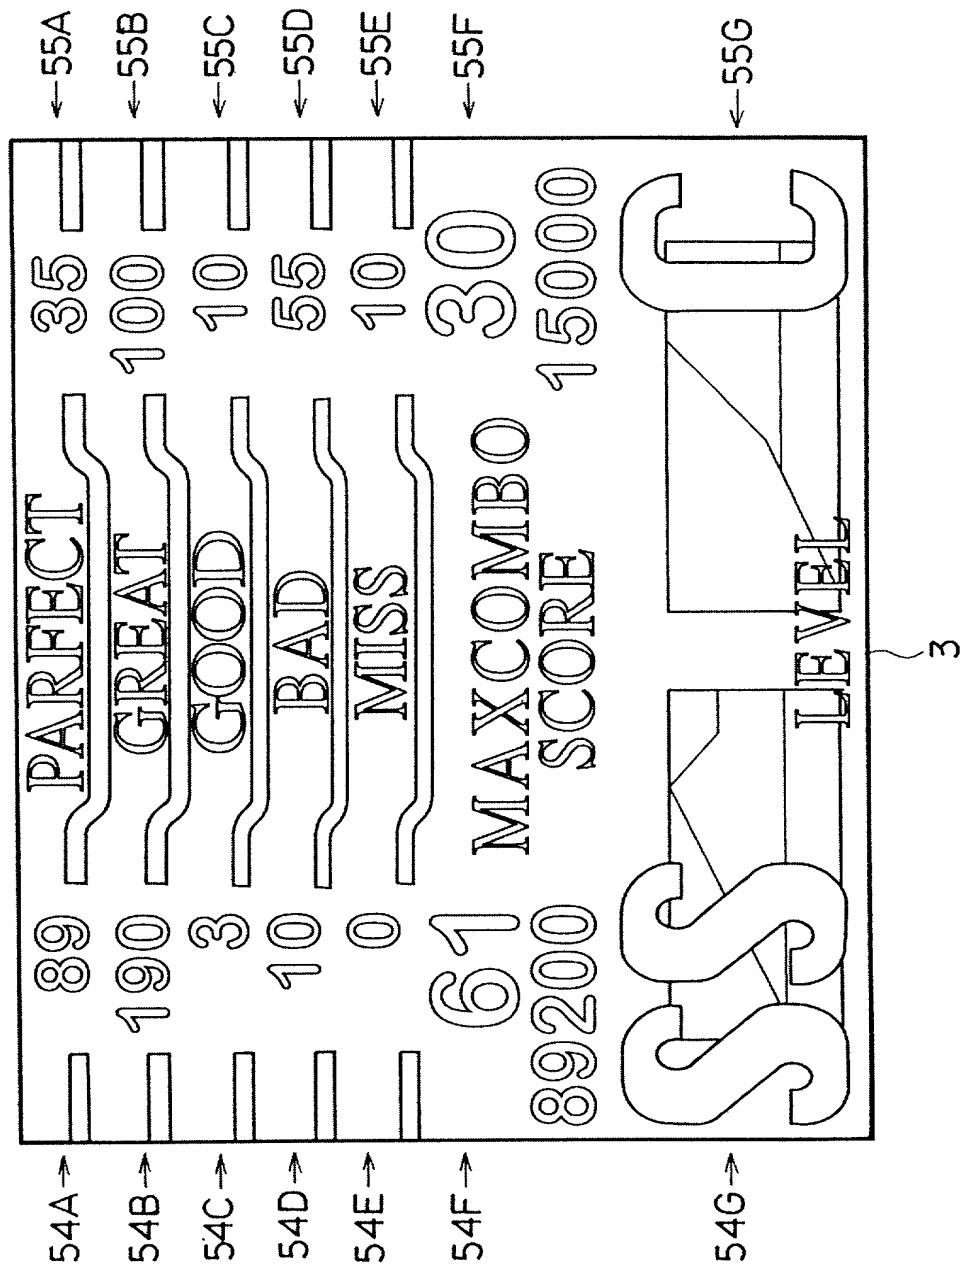 54A→ 89 PARFECT 35 ←55A
54B→ 190 GREAT 100 ←55B
54C→ 3 GOOD 10 ←55C
54D→ 10 BAD 55 ←55D
54E→ 0 MISS 10 ←55E
54F→ 61 MAXCOMBO 30 ←55F
89200 SCORE 15000
54G→ SS LEVEL C ←55G
3